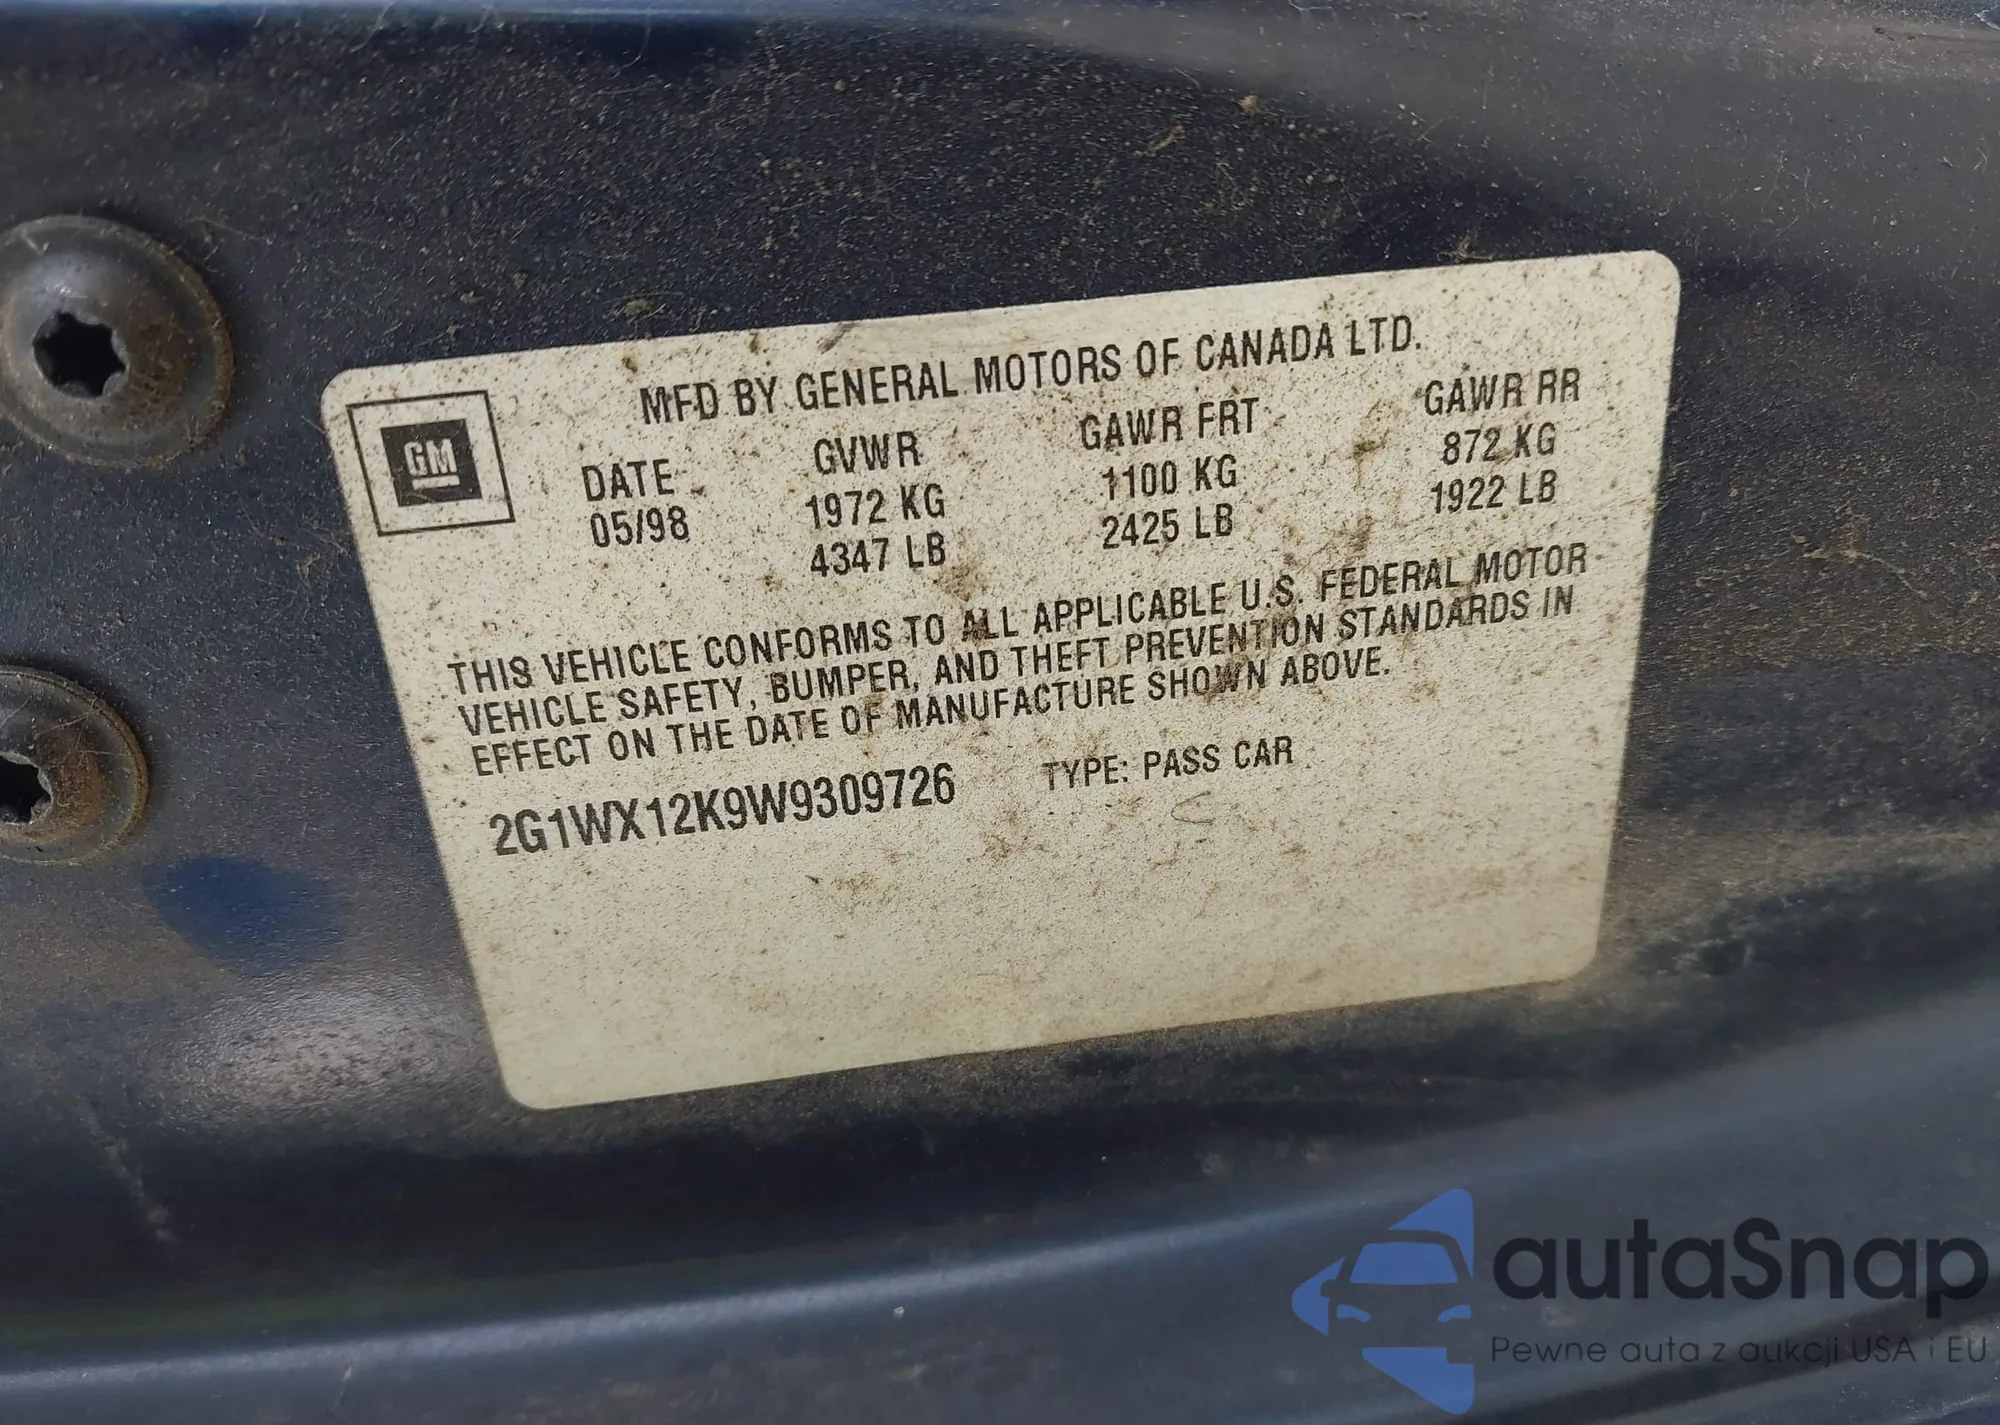 MFD BY GENERAL MOTORS OF CANADA LTD.
GM
DATE GVWR GAWR FRT GAWR RR
05/98 1972 KG 1100 KG 872 KG
4347 LB 2425 LB 1922 LB
THIS VEHICLE CONFORMS TO ALL APPLICABLE U.S. FEDERAL MOTOR
VEHICLE SAFETY, BUMPER, AND THEFT PREVENTION STANDARDS IN
EFFECT ON THE DATE OF MANUFACTURE SHOWN ABOVE.
2G1WX12K9W9309726 TYPE: PASS CAR
autaSnap
Pewne auta z aukcji USA i EU